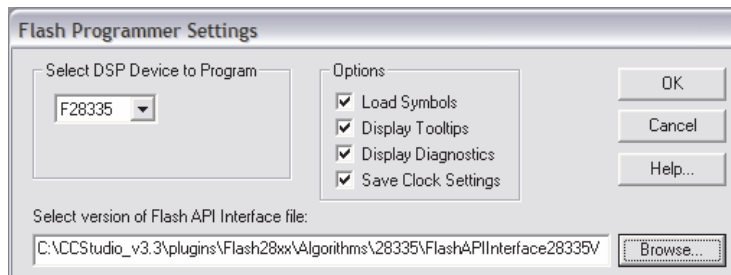 Flash Programmer Settings
Select DSP Device to Program
F28335
Options
Load Symbols
Display Tooltips
Display Diagnostics
Save Clock Settings
OK
Cancel
Help...
Select version of Flash API Interface file:
C:\CCStudio_v3.3\plugins\Flash28xx\Algorithms\28335\FlashAPIInterface28335V
Browse...